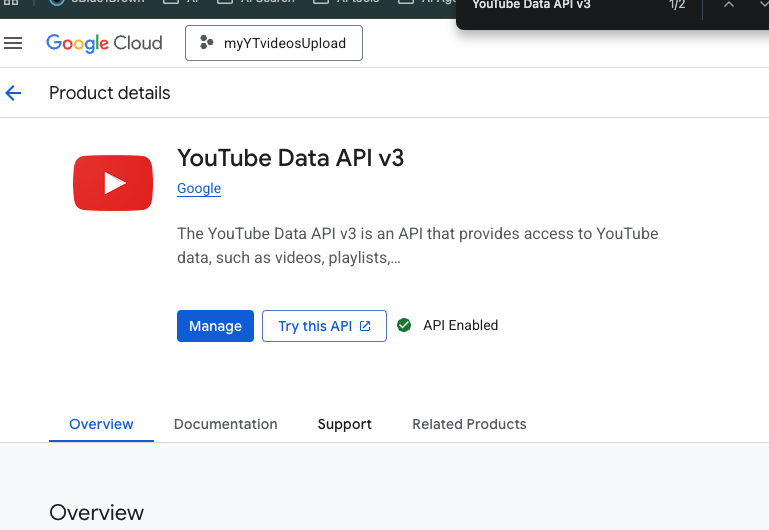 YouTube Data API v3
1/2
Google Cloud
myYTvideosUpload
Product details
YouTube Data API v3
Google
The YouTube Data API v3 is an API that provides access to YouTube
data, such as videos, playlists,...
Manage
Try this API
API Enabled
Overview
Documentation
Support
Related Products
Overview